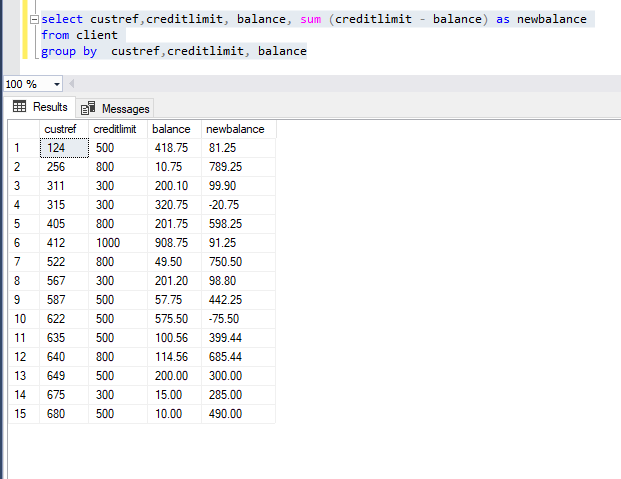 select custref,creditlimit, balance, sum (creditlimit - balance) as newbalance
from client
group by  custref,creditlimit, balance
100 %
Results Messages
custref creditlimit balance newbalance
1 124 500 418.75 81.25
2 256 800 10.75 789.25
3 311 300 200.10 99.90
4 315 300 320.75 -20.75
5 405 800 201.75 598.25
6 412 1000 908.75 91.25
7 522 800 49.50 750.50
8 567 300 201.20 98.80
9 587 500 57.75 442.25
10 622 500 575.50 -75.50
11 635 500 100.56 399.44
12 640 800 114.56 685.44
13 649 500 200.00 300.00
14 675 300 15.00 285.00
15 680 500 10.00 490.00